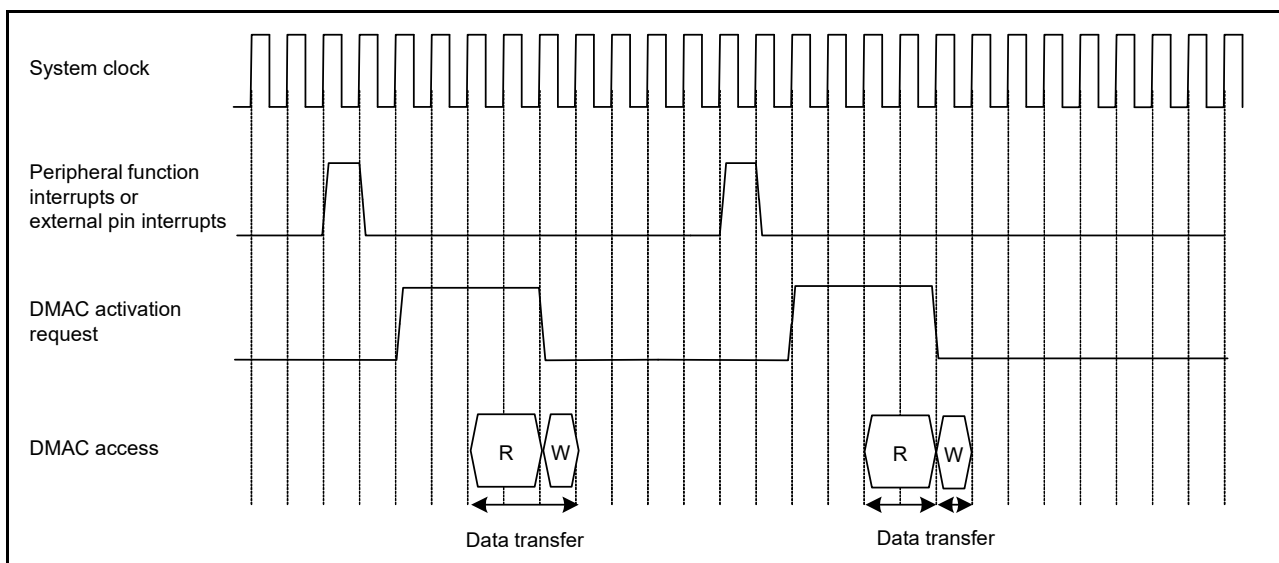 System clock
Peripheral function
interrupts or
external pin interrupts
DMAC activation
request
DMAC access
R
W
R
W
Data transfer
Data transfer